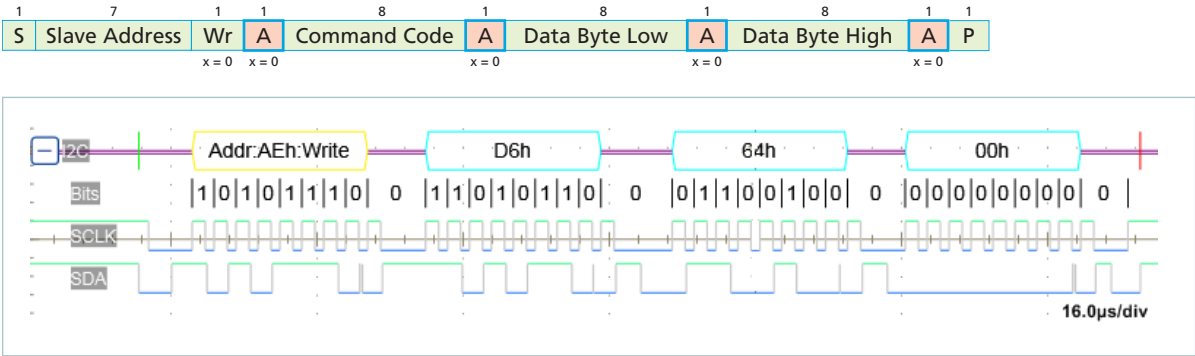 1 7 1 1 8 1 8 1 8 1 1
S Slave Address Wr A Command Code A Data Byte Low A Data Byte High A P
x = 0 x = 0 x = 0 x = 0 x = 0
I2C Addr:AEh:Write D6h 64h 00h
Bits 1 0 1 0 1 1 1 0 0 1 1 0 1 0 1 1 0 0 0 1 1 0 0 1 0 0 0 0 0 0 0 0 0 0 0 0 0
SCLK
SDA
16.0µs/div